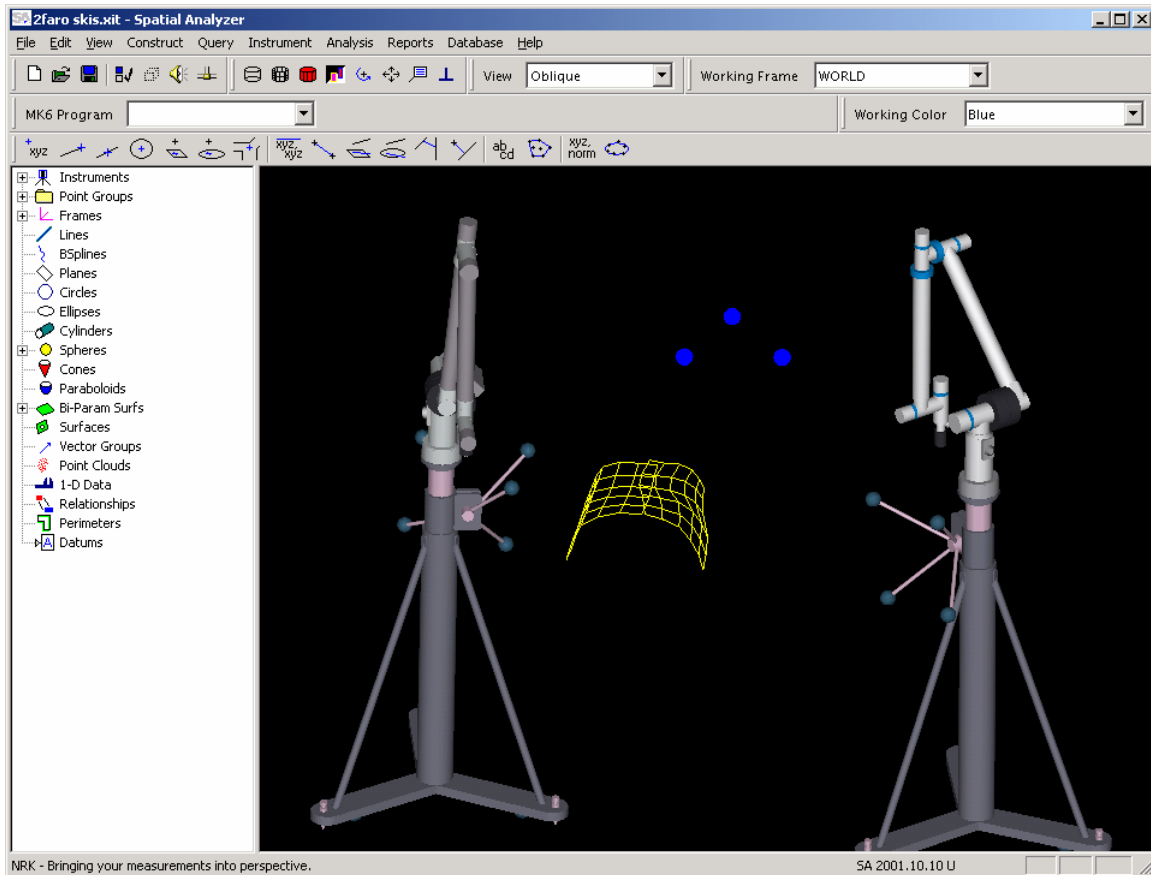 SA 2faro skis.xit - Spatial Analyzer
File Edit View Construct Query Instrument Analysis Reports Database Help
View Oblique Working Frame WORLD
MK6 Program Working Color Blue
xyz xyz, xyz ab cd xyz, norm
Instruments
Point Groups
Frames
Lines
BSplines
Planes
Circles
Ellipses
Cylinders
Spheres
Cones
Paraboloids
Bi-Param Surfs
Surfaces
Vector Groups
Point Clouds
1-D Data
Relationships
Perimeters
A Datums
NRK - Bringing your measurements into perspective. SA 2001.10.10 U